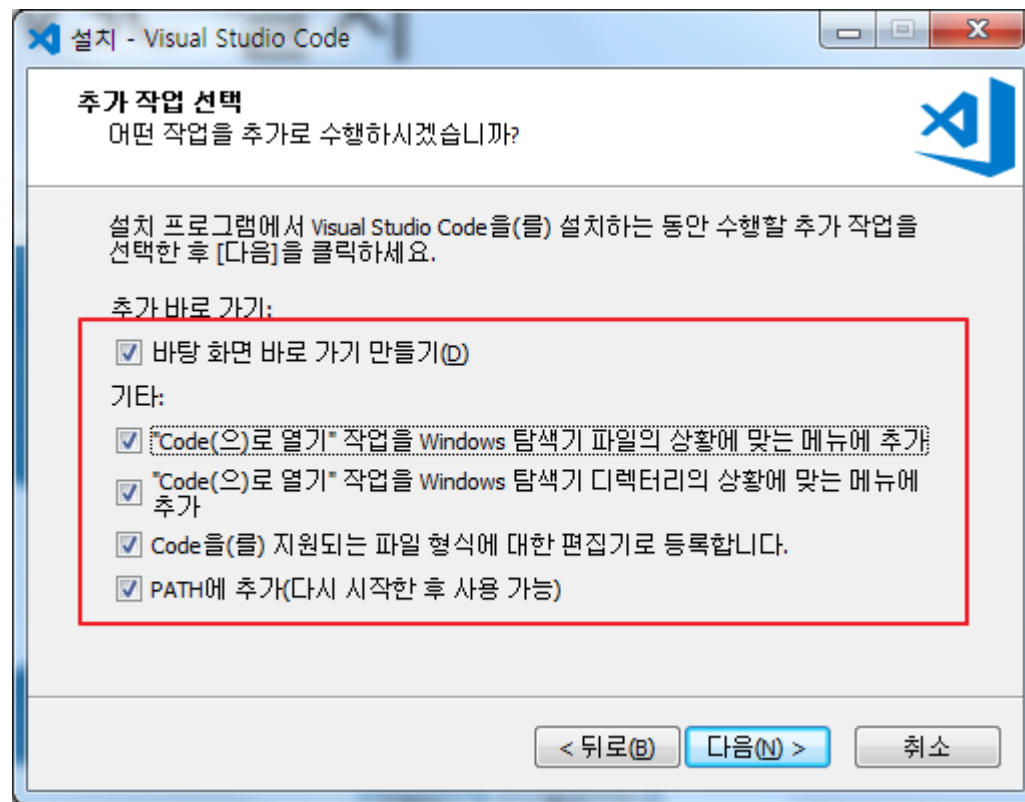 설치 - Visual Studio Code
추가 작업 선택
어떤 작업을 추가로 수행하시겠습니까?
설치 프로그램에서 Visual Studio Code을(를) 설치하는 동안 수행할 추가 작업을
선택한 후 [다음]을 클릭하세요.
추가 바로 가기:
바탕 화면 바로 가기 만들기(D)
기타:
"Code(으)로 열기" 작업을 Windows 탐색기 파일의 상황에 맞는 메뉴에 추가
"Code(으)로 열기" 작업을 Windows 탐색기 디렉터리의 상황에 맞는 메뉴에
추가
Code을(를) 지원되는 파일 형식에 대한 편집기로 등록합니다.
PATH에 추가(다시 시작한 후 사용 가능)
< 뒤로(B) 다음(N) > 취소